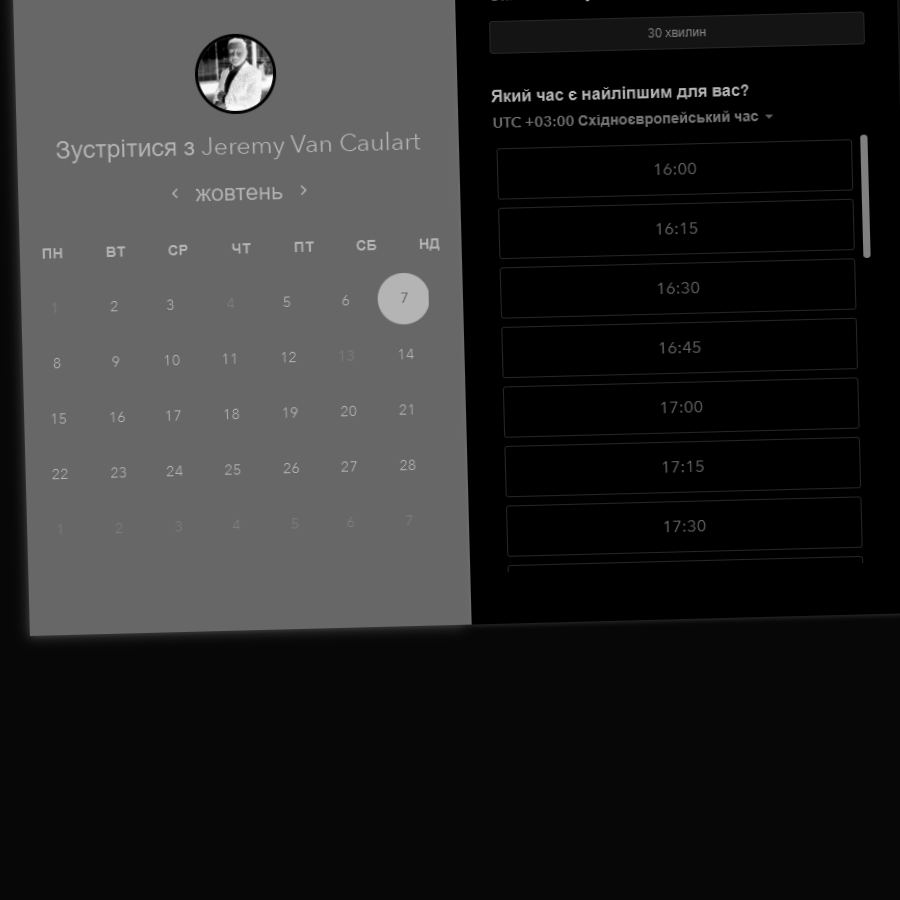 Зустрітися з Jeremy Van Caulart
жовтень
ПН ВТ СР ЧТ ПТ СБ НД
1 2 3 4 5 6 7
8 9 10 11 12 13 14
15 16 17 18 19 20 21
22 23 24 25 26 27 28
1 2 3 4 5 6 7
30 хвилин
Який час є найліпшим для вас?
UTC +03:00 Східноєвропейський час
16:00
16:15
16:30
16:45
17:00
17:15
17:30